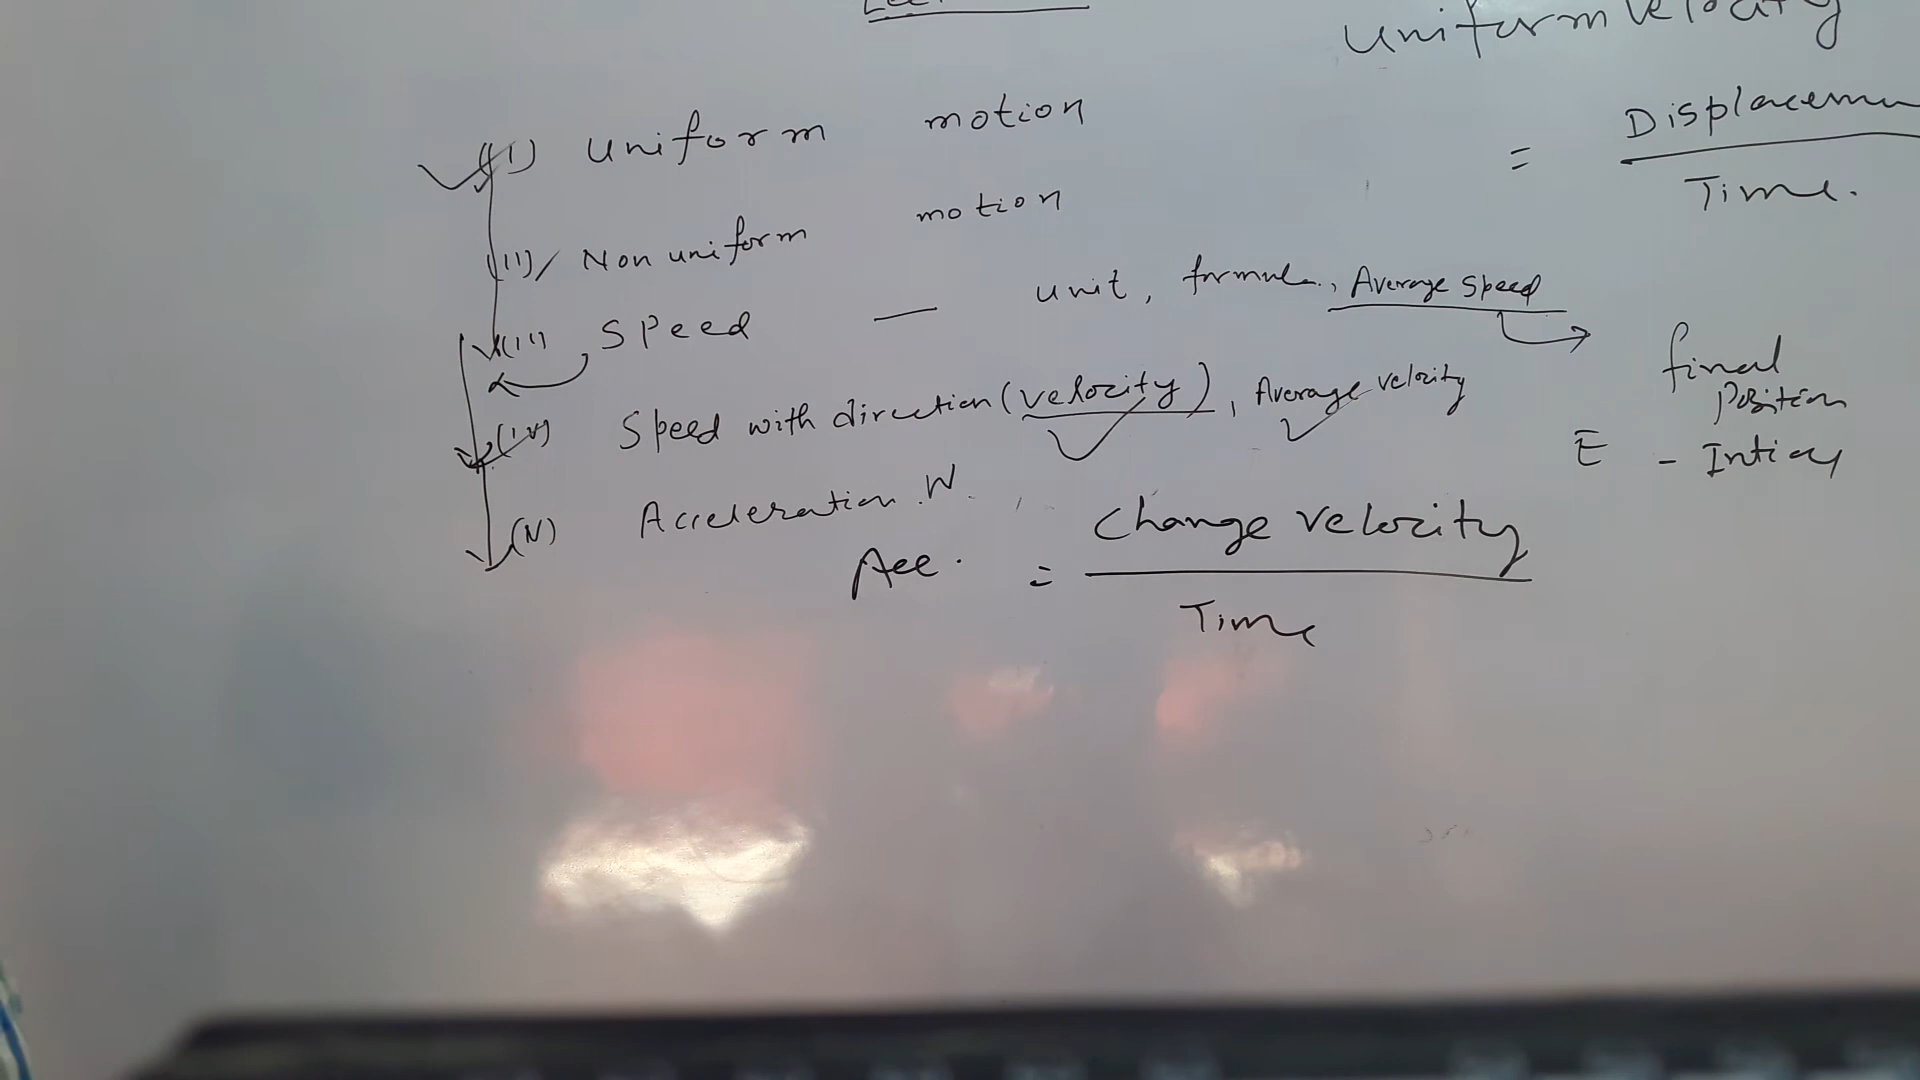 uniform velocity
= Displaceme
Time.
(I) uniform motion
(II) Non uniform motion
(III) Speed — unit, formula, Average speed
final
Position
- Intial
(IV) Speed with direction (velocity), Average velocity
(V) Acceleration
Acc. = Change velocity
Time